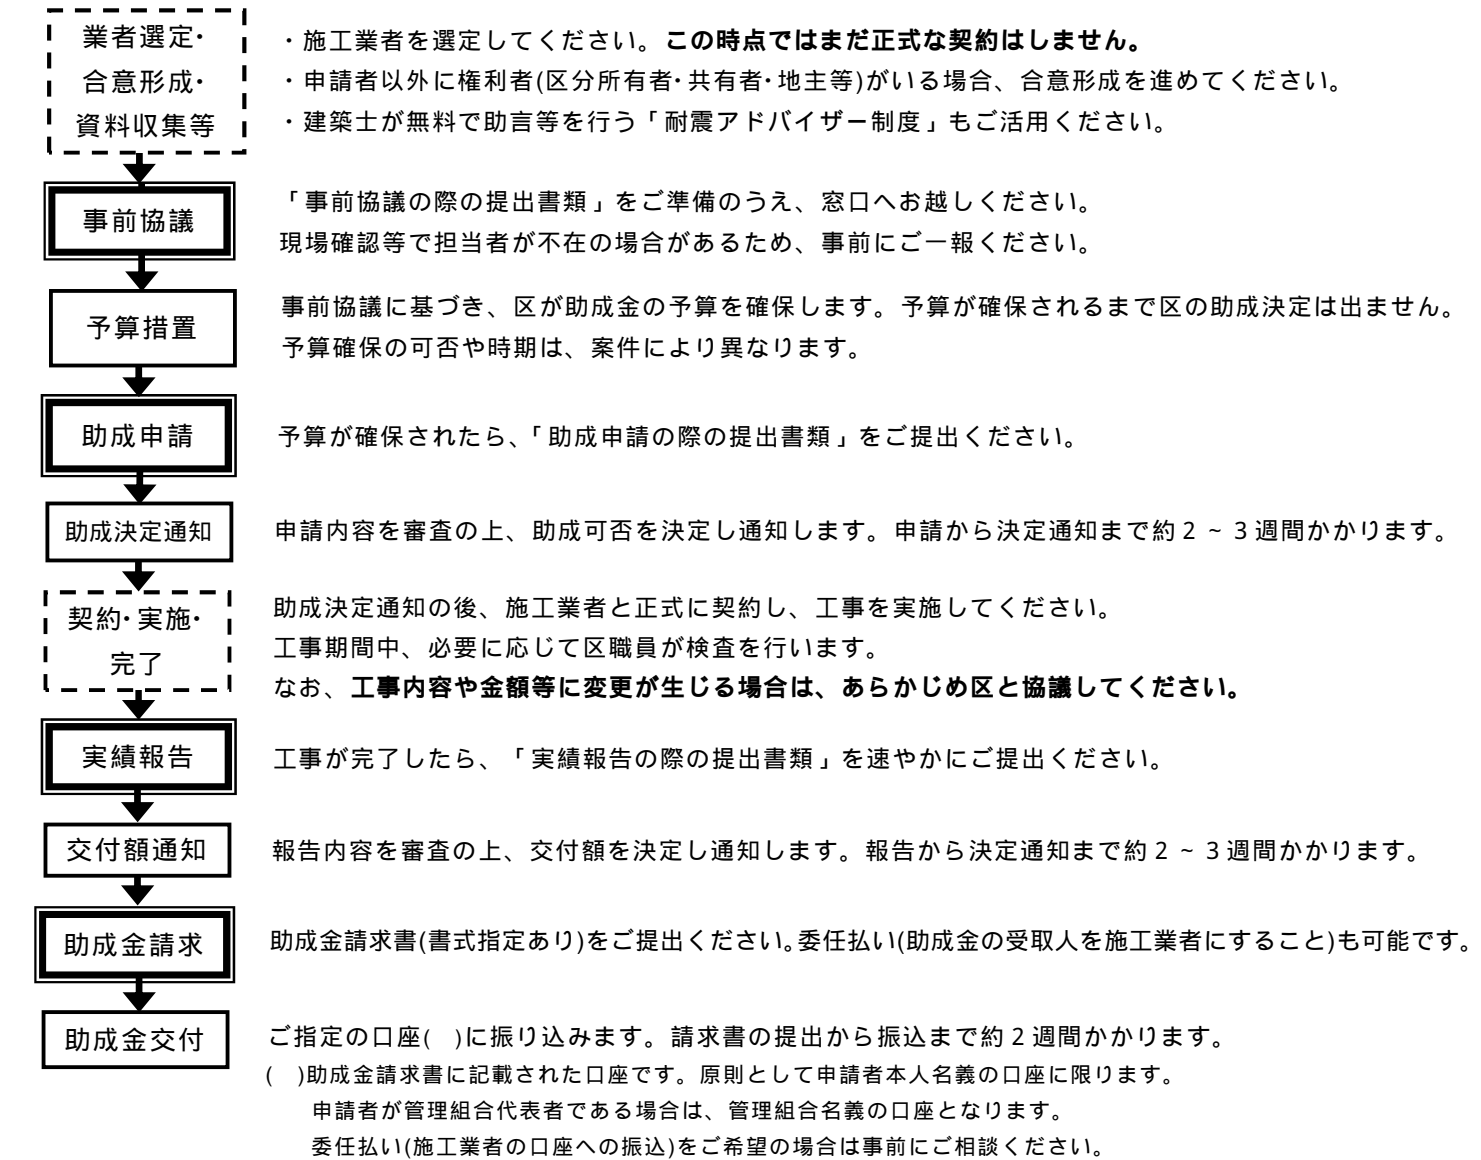 業者選定・
合意形成・
資料収集等
・施工業者を選定してください。この時点ではまだ正式な契約はしません。
・申請者以外に権利者(区分所有者・共有者・地主等)がいる場合、合意形成を進めてください。
・建築士が無料で助言等を行う「耐震アドバイザー制度」もご活用ください。
事前協議
「事前協議の際の提出書類」をご準備のうえ、窓口へお越しください。
現場確認等で担当者が不在の場合があるため、事前にご一報ください。
予算措置
事前協議に基づき、区が助成金の予算を確保します。予算が確保されるまで区の助成決定は出ません。
予算確保の可否や時期は、案件により異なります。
助成申請
予算が確保されたら、「助成申請の際の提出書類」をご提出ください。
助成決定通知
申請内容を審査の上、助成可否を決定し通知します。申請から決定通知まで約２~３週間かかります。
契約・実施・
完了
助成決定通知の後、施工業者と正式に契約し、工事を実施してください。
工事期間中、必要に応じて区職員が検査を行います。
なお、工事内容や金額等に変更が生じる場合は、あらかじめ区と協議してください。
実績報告
工事が完了したら、「実績報告の際の提出書類」を速やかにご提出ください。
交付額通知
報告内容を審査の上、交付額を決定し通知します。報告から決定通知まで約２~３週間かかります。
助成金請求
助成金請求書(書式指定あり)をご提出ください。委任払い(助成金の受取人を施工業者にすること)も可能です。
助成金交付
ご指定の口座(　)に振り込みます。請求書の提出から振込まで約２週間かかります。
(　)助成金請求書に記載された口座です。原則として申請者本人名義の口座に限ります。
申請者が管理組合代表者である場合は、管理組合名義の口座となります。
委任払い(施工業者の口座への振込)をご希望の場合は事前にご相談ください。